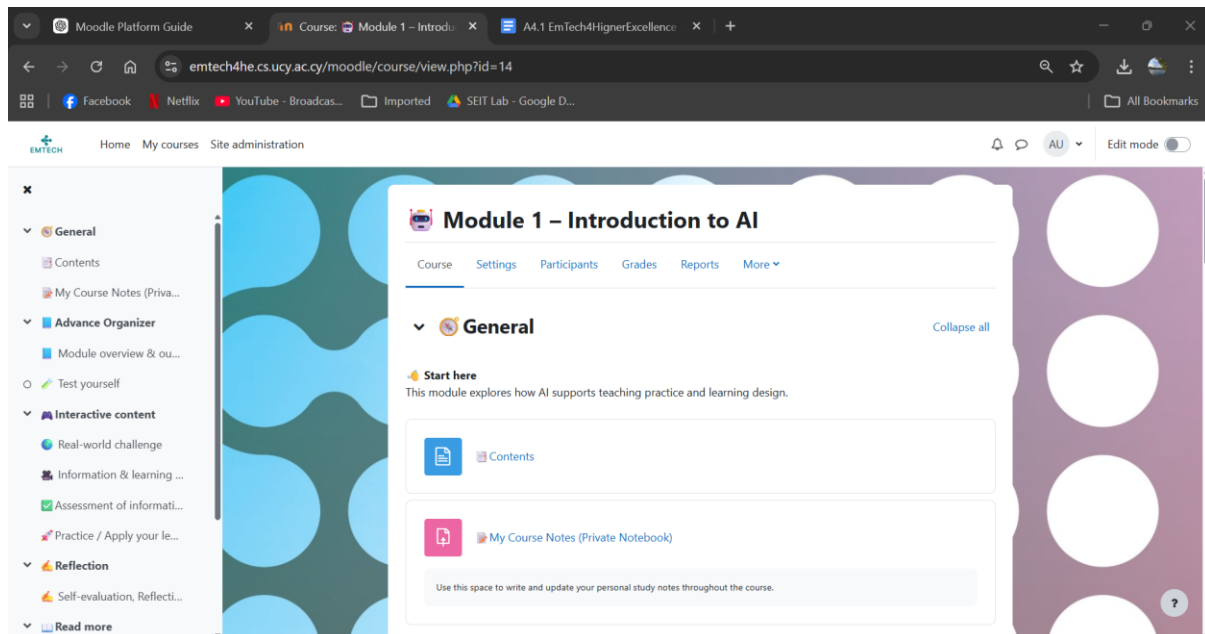 Moodle Platform Guide
Course: 🤖 Module 1 – Introdu
A4.1 EmTech4HignerExcellence
emtech4he.cs.ucy.ac.cy/moodle/course/view.php?id=14
Facebook
Netflix
YouTube - Broadcas...
Imported
SEIT Lab - Google D...
All Bookmarks
EMTECH
Home
My courses
Site administration
AU
Edit mode
General
Contents
My Course Notes (Priva...
Advance Organizer
Module overview & ou...
Test yourself
Interactive content
Real-world challenge
Information & learning ...
Assessment of informati...
Practice / Apply your le...
Reflection
Self-evaluation, Reflecti...
Read more
Module 1 – Introduction to AI
Course
Settings
Participants
Grades
Reports
More
General
Collapse all
Start here
This module explores how AI supports teaching practice and learning design.
Contents
My Course Notes (Private Notebook)
Use this space to write and update your personal study notes throughout the course.
?